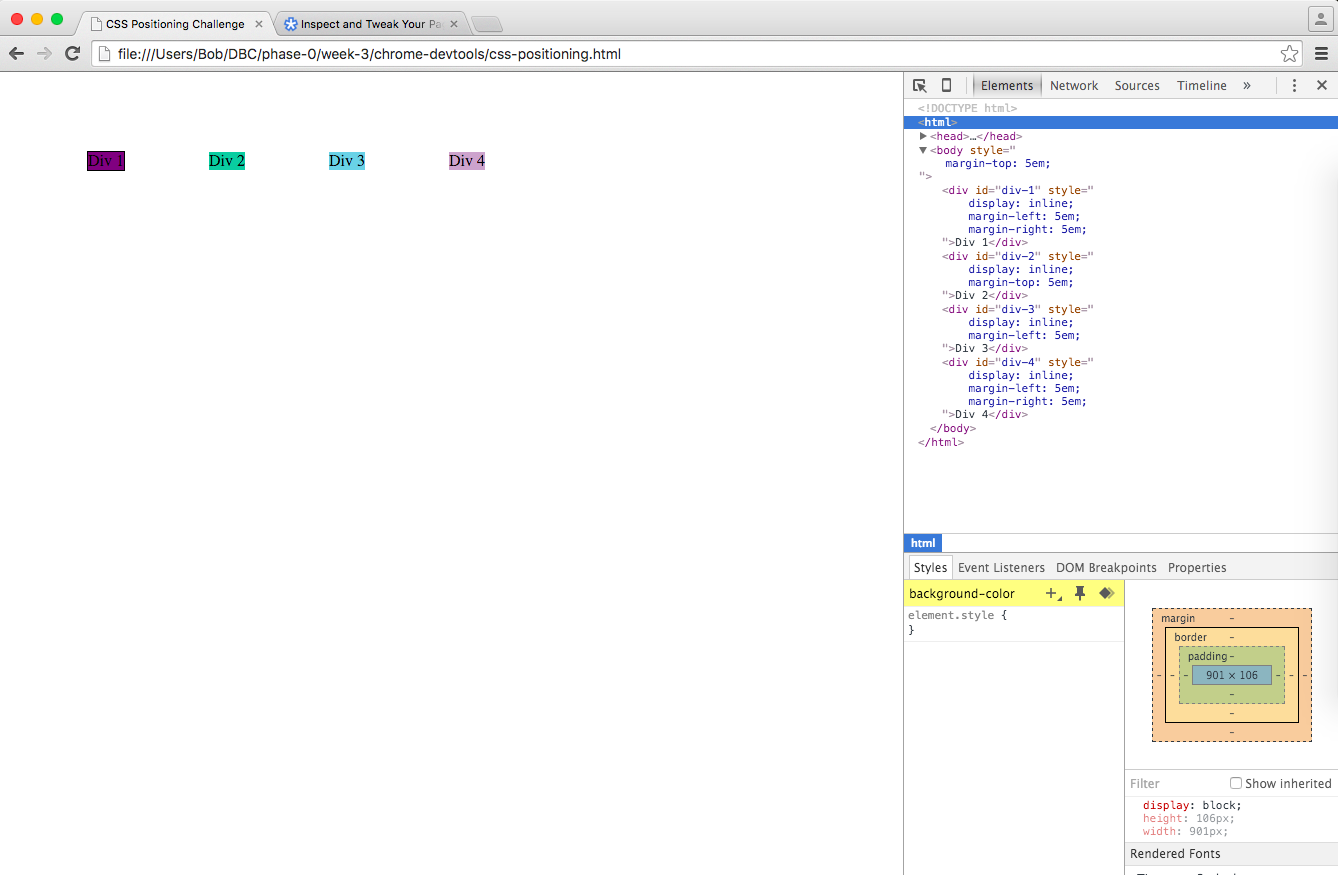 CSS Positioning Challenge
Inspect and Tweak Your Pa
file:///Users/Bob/DBC/phase-0/week-3/chrome-devtools/css-positioning.html
Div 1 Div 2 Div 3 Div 4
Elements Network Sources Timeline »
<!DOCTYPE html>
<html>
<head>…</head>
<body style="
margin-top: 5em;
">
<div id="div-1" style="
display: inline;
margin-left: 5em;
margin-right: 5em;
">Div 1</div>
<div id="div-2" style="
display: inline;
margin-top: 5em;
">Div 2</div>
<div id="div-3" style="
display: inline;
margin-left: 5em;
">Div 3</div>
<div id="div-4" style="
display: inline;
margin-left: 5em;
margin-right: 5em;
">Div 4</div>
</body>
</html>
html
Styles Event Listeners DOM Breakpoints Properties
background-color
element.style {
}
margin -
border -
padding -
- - - 901 × 106 - - -
-
-
-
Filter Show inherited
display: block;
height: 106px;
width: 901px;
Rendered Fonts